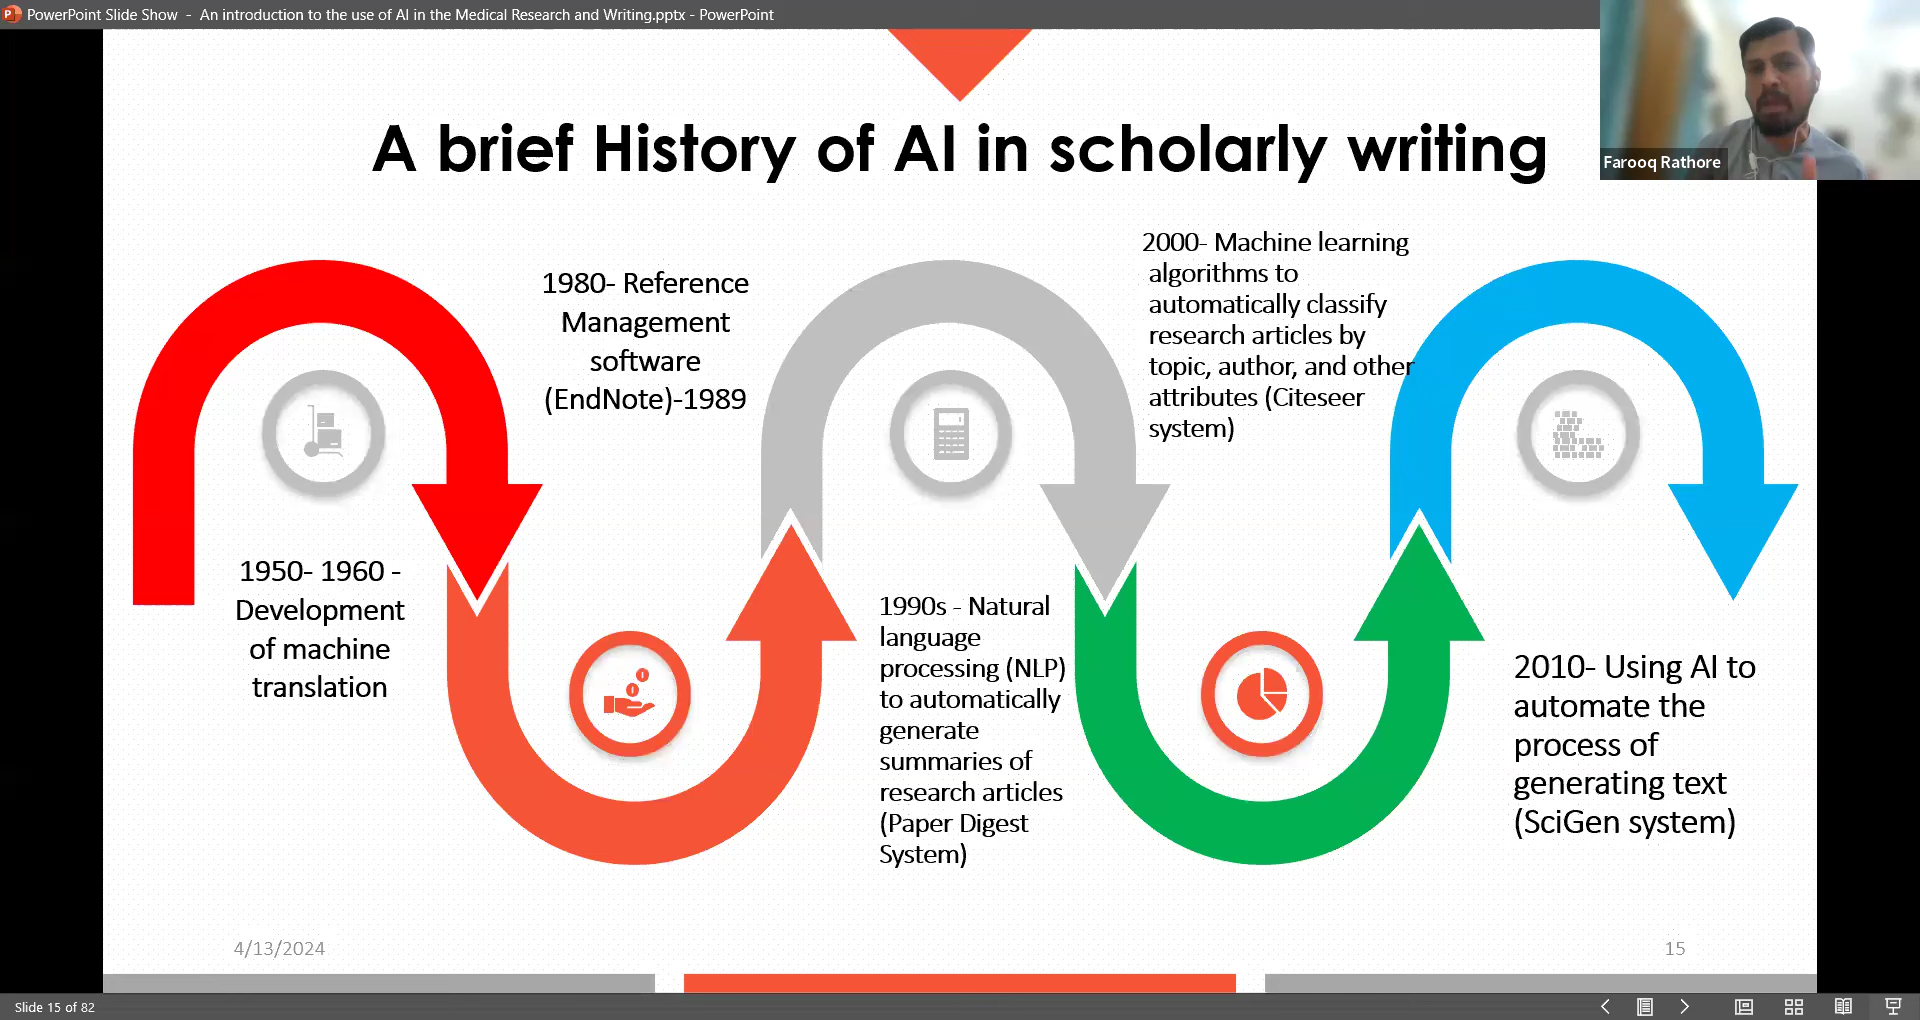 PowerPoint Slide Show - An introduction to the use of AI in the Medical Research and Writing.pptx - PowerPoint
Farooq Rathore
A brief History of AI in scholarly writing
1950- 1960 -
Development
of machine
translation
1980- Reference
Management
software
(EndNote)-1989
1990s - Natural
language
processing (NLP)
to automatically
generate
summaries of
research articles
(Paper Digest
System)
2000- Machine learning
algorithms to
automatically classify
research articles by
topic, author, and other
attributes (Citeseer
system)
2010- Using AI to
automate the
process of
generating text
(SciGen system)
4/13/2024
15
Slide 15 of 82